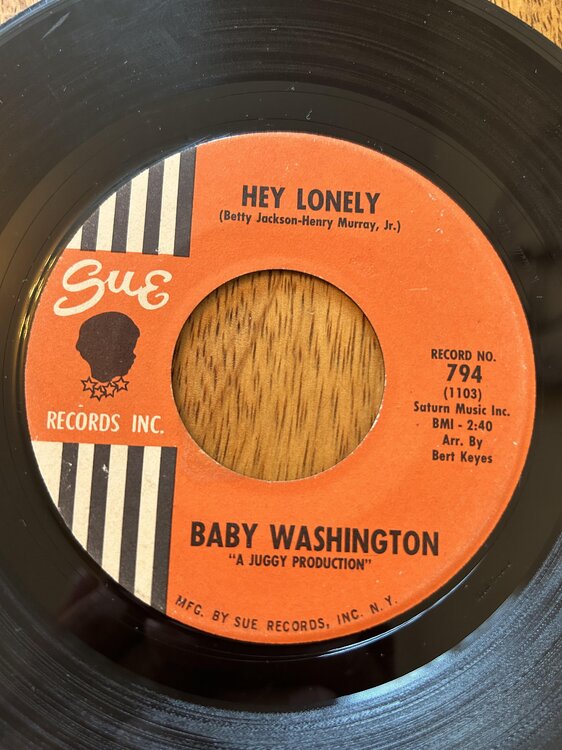 HEY LONELY
(Betty Jackson-Henry Murray, Jr.)
Sue
RECORDS INC.
RECORD NO.
794
(1103)
Saturn Music Inc.
BMI - 2:40
Arr. By
Bert Keyes
BABY WASHINGTON
"A JUGGY PRODUCTION"
MFG. BY SUE RECORDS, INC. N.Y.